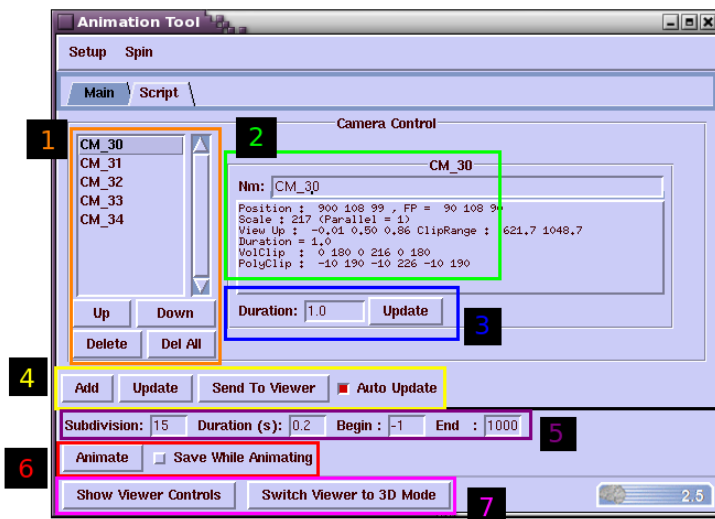 Animation Tool
Setup Spin
Main Script
Camera Control
1
2
CM_30
CM_31
CM_32
CM_33
CM_34
CM_30
Nm: CM_30
Position : 900 108 99 , FP = 90 108 90
Scale : 217 (Parallel = 1)
View Up : -0.01 0.50 0.86 ClipRange : 621.7 1048.7
Duration = 1.0
VolClip : 0 180 0 216 0 180
PolyClip : -10 190 -10 226 -10 190
Up Down
Duration: 1.0 Update
3
Delete Del All
4
Add Update Send To Viewer Auto Update
Subdivision: 15 Duration (s): 0.2 Begin : -1 End : 1000
5
6
Animate Save While Animating
Show Viewer Controls Switch Viewer to 3D Mode
7
2.5